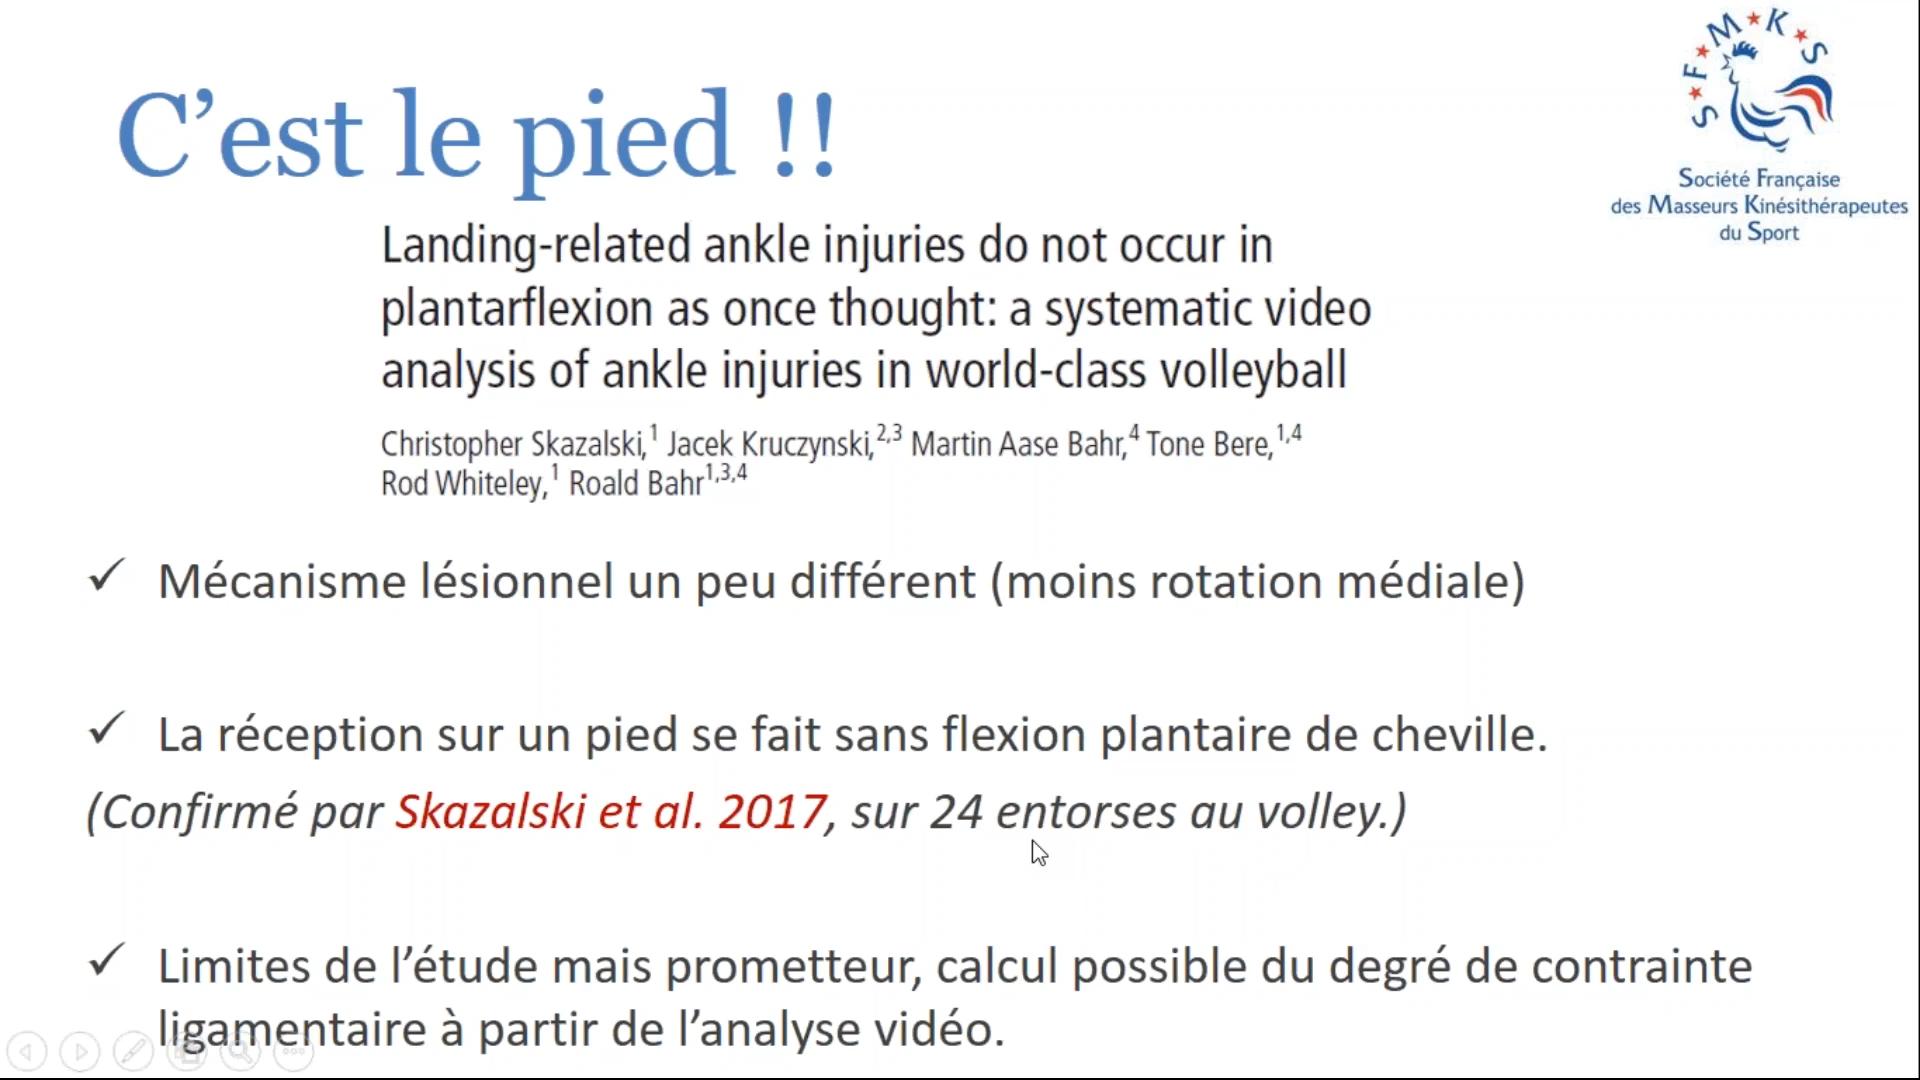 C’est le pied !!
S★F★M★K★S
Société Française
des Masseurs Kinésithérapeutes
du Sport
Landing-related ankle injuries do not occur in
plantarflexion as once thought: a systematic video
analysis of ankle injuries in world-class volleyball
Christopher Skazalski,¹ Jacek Kruczynski,²,³ Martin Aase Bahr,⁴ Tone Bere,¹,⁴
Rod Whiteley,¹ Roald Bahr¹,³,⁴
✓ Mécanisme lésionnel un peu différent (moins rotation médiale)
✓ La réception sur un pied se fait sans flexion plantaire de cheville.
(Confirmé par Skazalski et al. 2017, sur 24 entorses au volley.)
✓ Limites de l’étude mais prometteur, calcul possible du degré de contrainte
ligamentaire à partir de l’analyse vidéo.